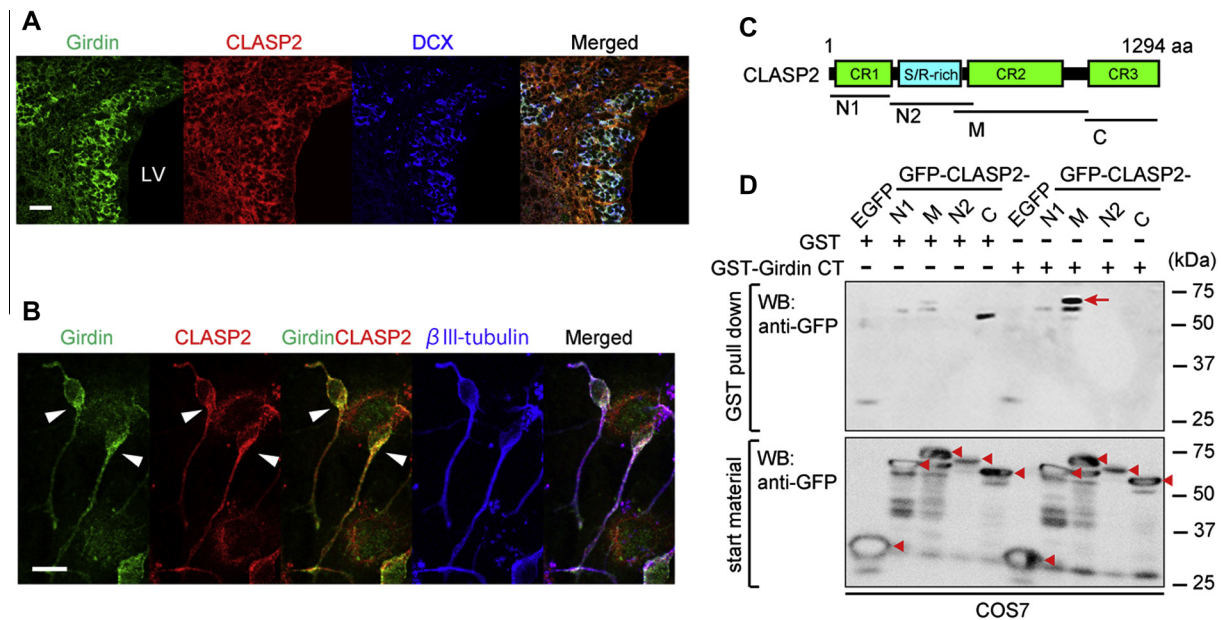 A
Girdin CLASP2 DCX Merged
LV
B
Girdin CLASP2 GirdinCLASP2 βIII-tubulin Merged
C
1 1294 aa
CLASP2 CR1 S/R-rich CR2 CR3
N1
N2
M
C
D
GFP-CLASP2- GFP-CLASP2-
EGFP N1 M N2 C EGFP N1 M N2 C
GST + + + + + - - - - -
GST-Girdin CT - - - - - + + + + +
(kDa)
GST pull down
WB:
anti-GFP
75
50
37
25
start material
WB:
anti-GFP
75
50
37
25
COS7